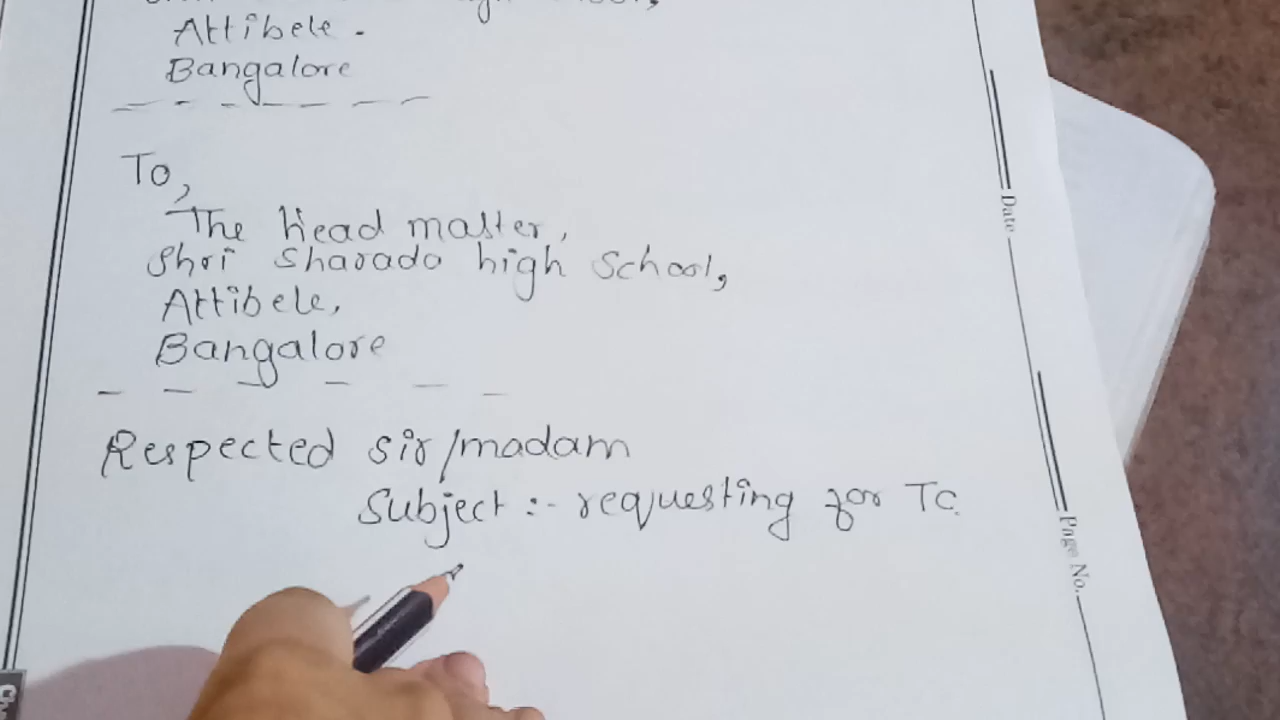 Attibele.
Bangalore
To,
The Head master,
Shri Sharada high School,
Attibele,
Bangalore
Respected sir/madam
Subject :- requesting for TC.
Date
Page No.